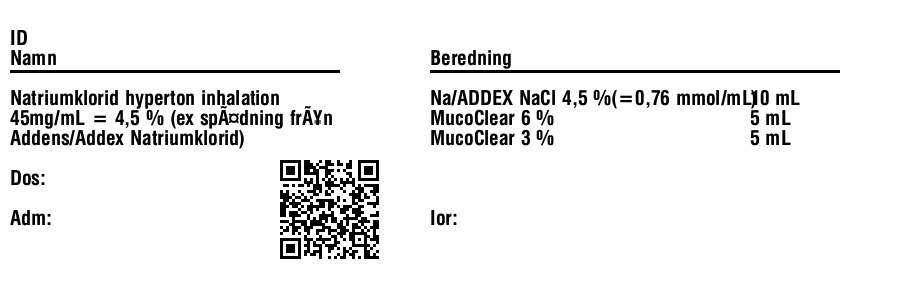 ID
Namn
Natriumklorid hyperton inhalation
45mg/mL = 4,5 % (ex spÃ¤dning frÃ¥n
Addens/Addex Natriumklorid)
Dos:
Adm:
Beredning
Na/ADDEX NaCl 4,5 %(=0,76 mmol/mL)10 mL
MucoClear 6 % 5 mL
MucoClear 3 % 5 mL
Ior: